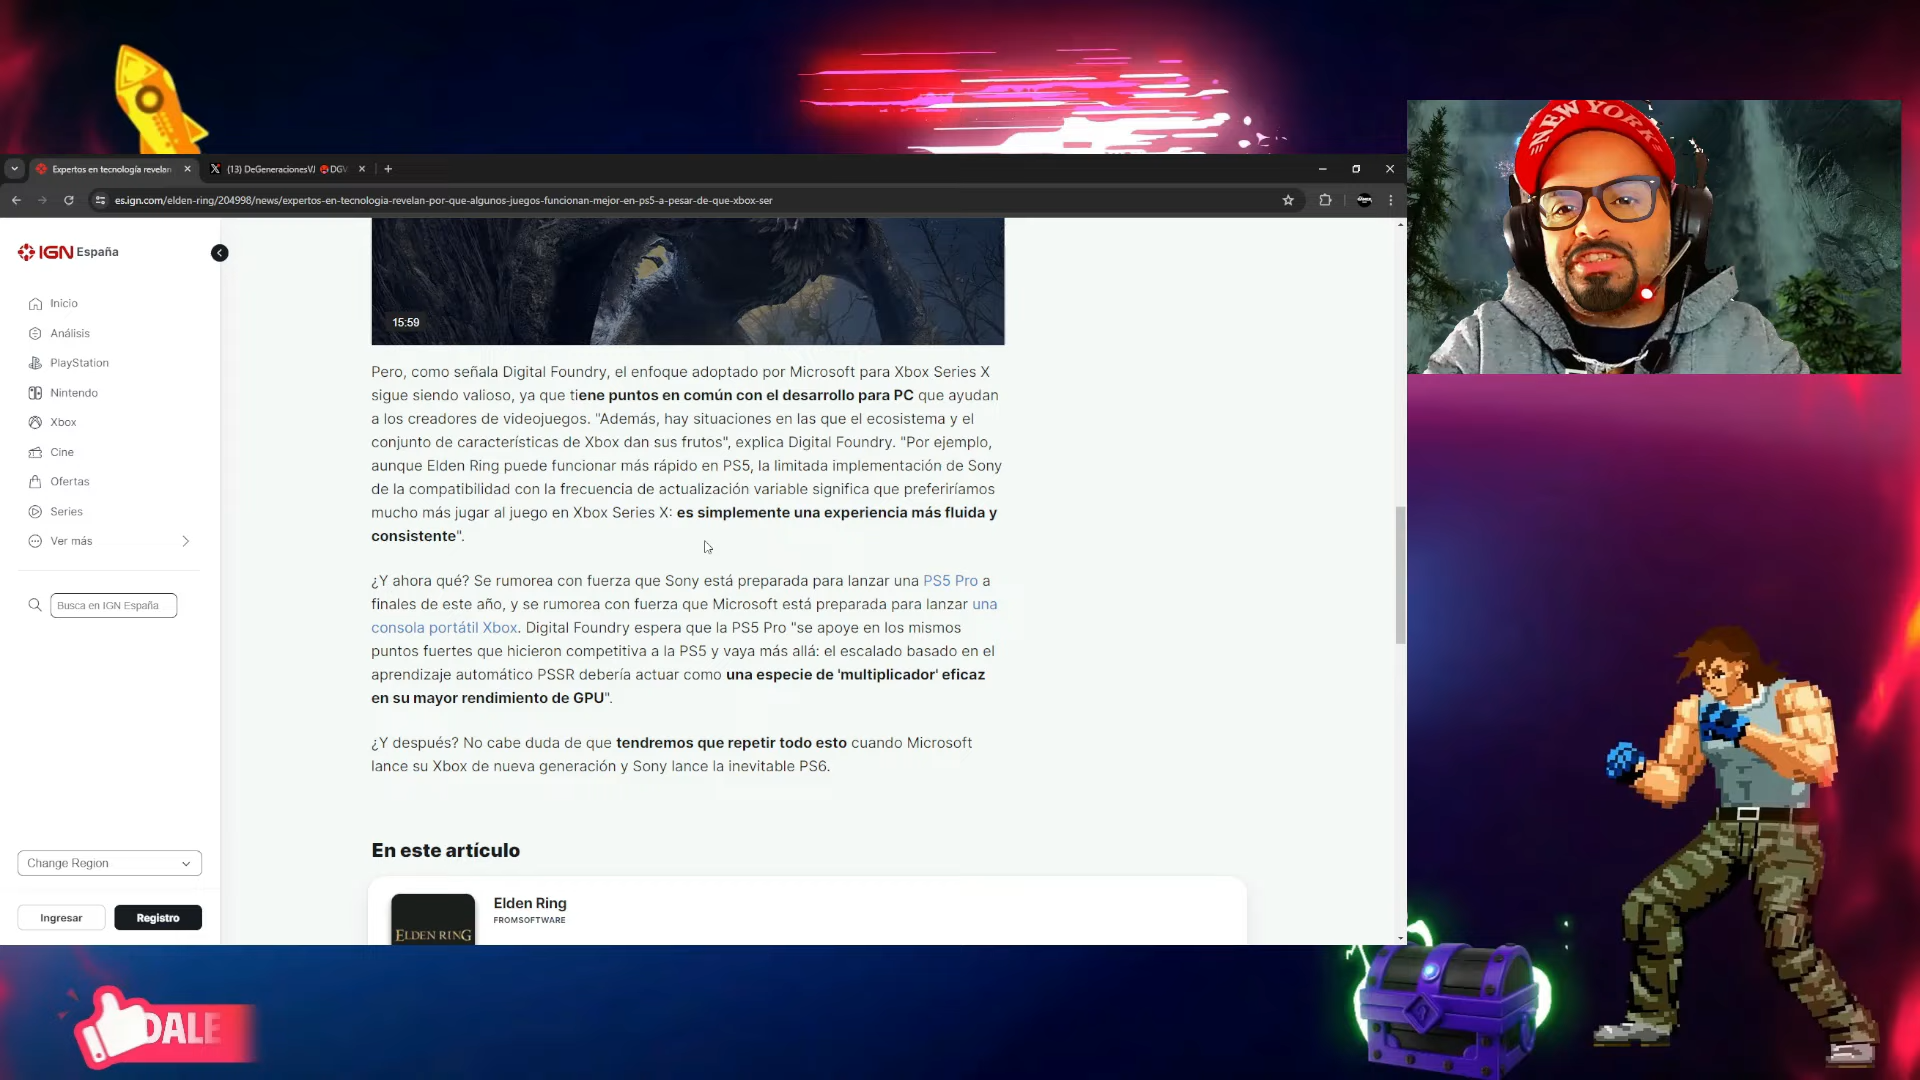 Expertos en tecnología revelan
(13) DeGeneracionesVJ DGV
es.ign.com/elden-ring/204998/news/expertos-en-tecnologia-revelan-por-que-algunos-juegos-funcionan-mejor-en-ps5-a-pesar-de-que-xbox-ser
NEW YORK
IGN España
Inicio
Análisis
PlayStation
Nintendo
Xbox
Cine
Ofertas
Series
Ver más
Busca en IGN España
Change Region
Ingresar
Registro
15:59
Pero, como señala Digital Foundry, el enfoque adoptado por Microsoft para Xbox Series X
sigue siendo valioso, ya que tiene puntos en común con el desarrollo para PC que ayudan
a los creadores de videojuegos. "Además, hay situaciones en las que el ecosistema y el
conjunto de características de Xbox dan sus frutos", explica Digital Foundry. "Por ejemplo,
aunque Elden Ring puede funcionar más rápido en PS5, la limitada implementación de Sony
de la compatibilidad con la frecuencia de actualización variable significa que preferiríamos
mucho más jugar al juego en Xbox Series X: es simplemente una experiencia más fluida y
consistente".
¿Y ahora qué? Se rumorea con fuerza que Sony está preparada para lanzar una PS5 Pro a
finales de este año, y se rumorea con fuerza que Microsoft está preparada para lanzar una
consola portátil Xbox. Digital Foundry espera que la PS5 Pro "se apoye en los mismos
puntos fuertes que hicieron competitiva a la PS5 y vaya más allá: el escalado basado en el
aprendizaje automático PSSR debería actuar como una especie de 'multiplicador' eficaz
en su mayor rendimiento de GPU".
¿Y después? No cabe duda de que tendremos que repetir todo esto cuando Microsoft
lance su Xbox de nueva generación y Sony lance la inevitable PS6.
En este artículo
Elden Ring
FROMSOFTWARE
ELDEN RING
DALE